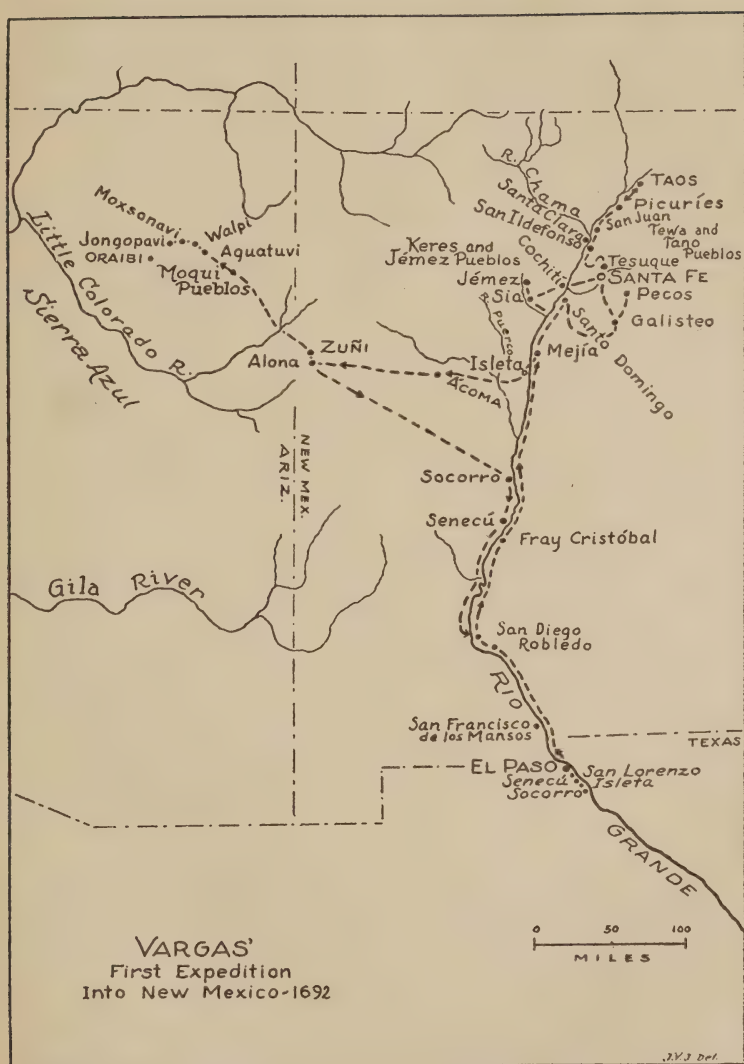 TAOS
R. Chama
Picuríes
Santa Clara
San Juan
San Ildefonso
Tewa and
Tano
Pueblos
Moxsonavi
Walpi
Jongopavi
Aguatuvi
ORAIBI
Moqui
Pueblos
Keres and
Jémez Pueblos
Cochití
Tesuque
SANTA FE
Jémez
Sia
Pecos
Santo
Domingo
Galisteo
Little Colorado R.
Sierra Azul
R. Puerco
ZUÑI
Alona
Isleta
Mejía
ÁCOMA
NEW MEX.
ARIZ.
SOCORRO
Senecú
Fray Cristóbal
Gila River
San Diego
Robledo
RIO
San Francisco
de los Mansos
TEXAS
EL PASO
San Lorenzo
Senecú
Isleta
Socorro
GRANDE
0 50 100
MILES
VARGAS'
First Expedition
Into New Mexico-1692
J.V.J. Del.